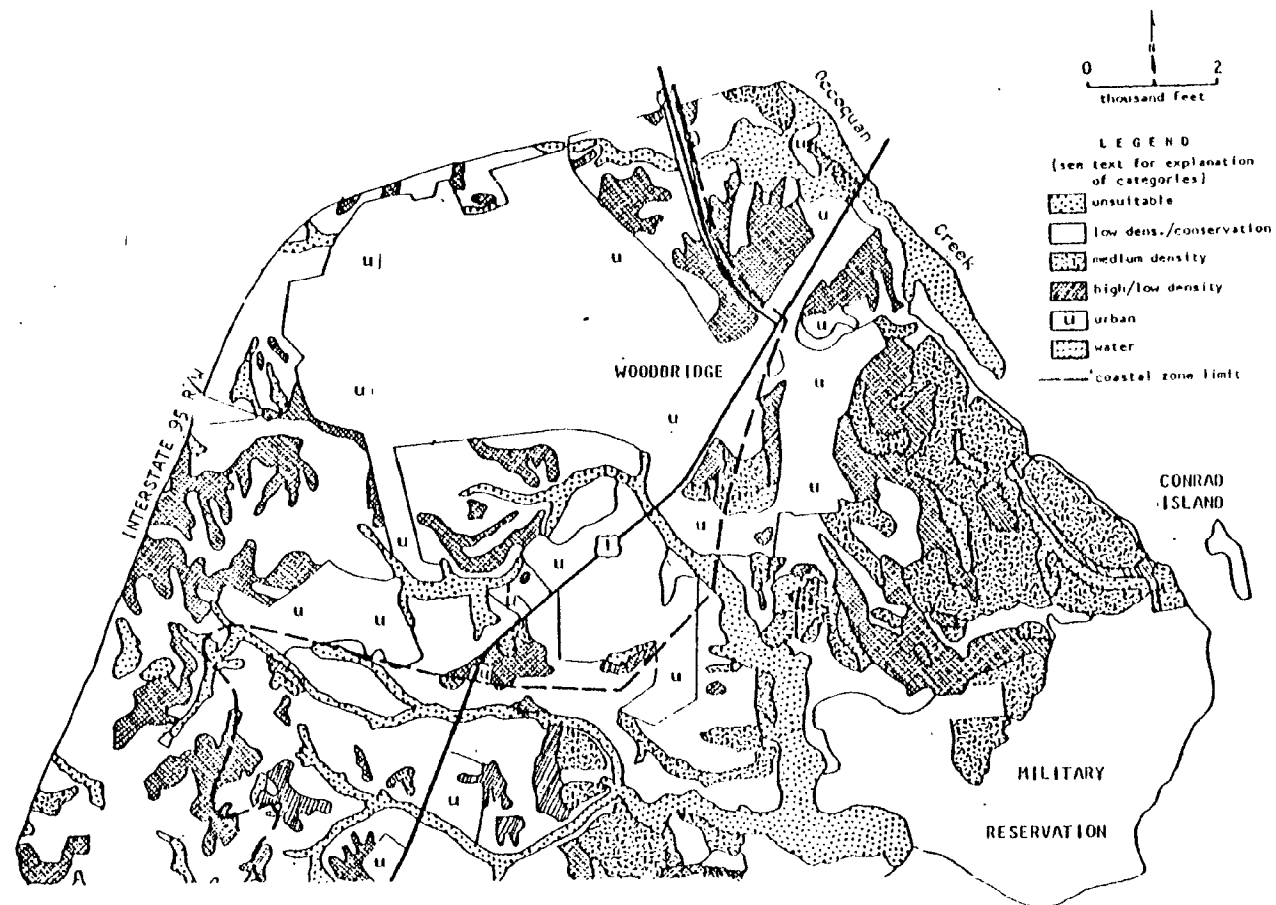 N
0 2
thousand feet
Occoquan
Creek
LEGEND
(see text for explanation
of categories)
unsuitable
low dens./conservation
medium density
high/low density
u urban
water
coastal zone limit
u
u
u
u
u
u
u
WOODBRIDGE
u
u
u
INTERSTATE 95 R/W
CONRAD
ISLAND
u
u
u
1
u
u
u
u
u
u
MILITARY
RESERVATION